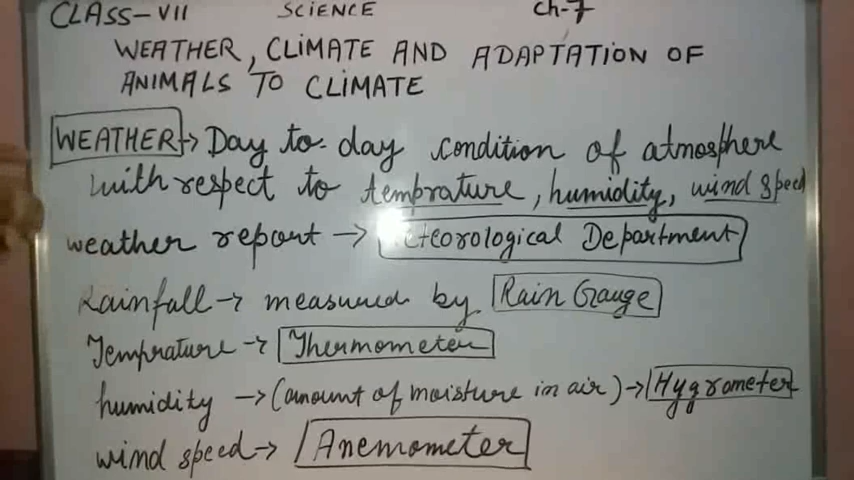 CLASS-VII SCIENCE Ch-7
WEATHER, CLIMATE AND ADAPTATION OF
ANIMALS TO CLIMATE
WEATHER → Day to day condition of atmosphere
with respect to temprature, humidity, wind speed
weather report → eteorological Department
Rainfall → measured by Rain Gauge
Temprature → Thermometer
humidity → (amount of moisture in air) → Hygrometer
wind speed → Anemometer